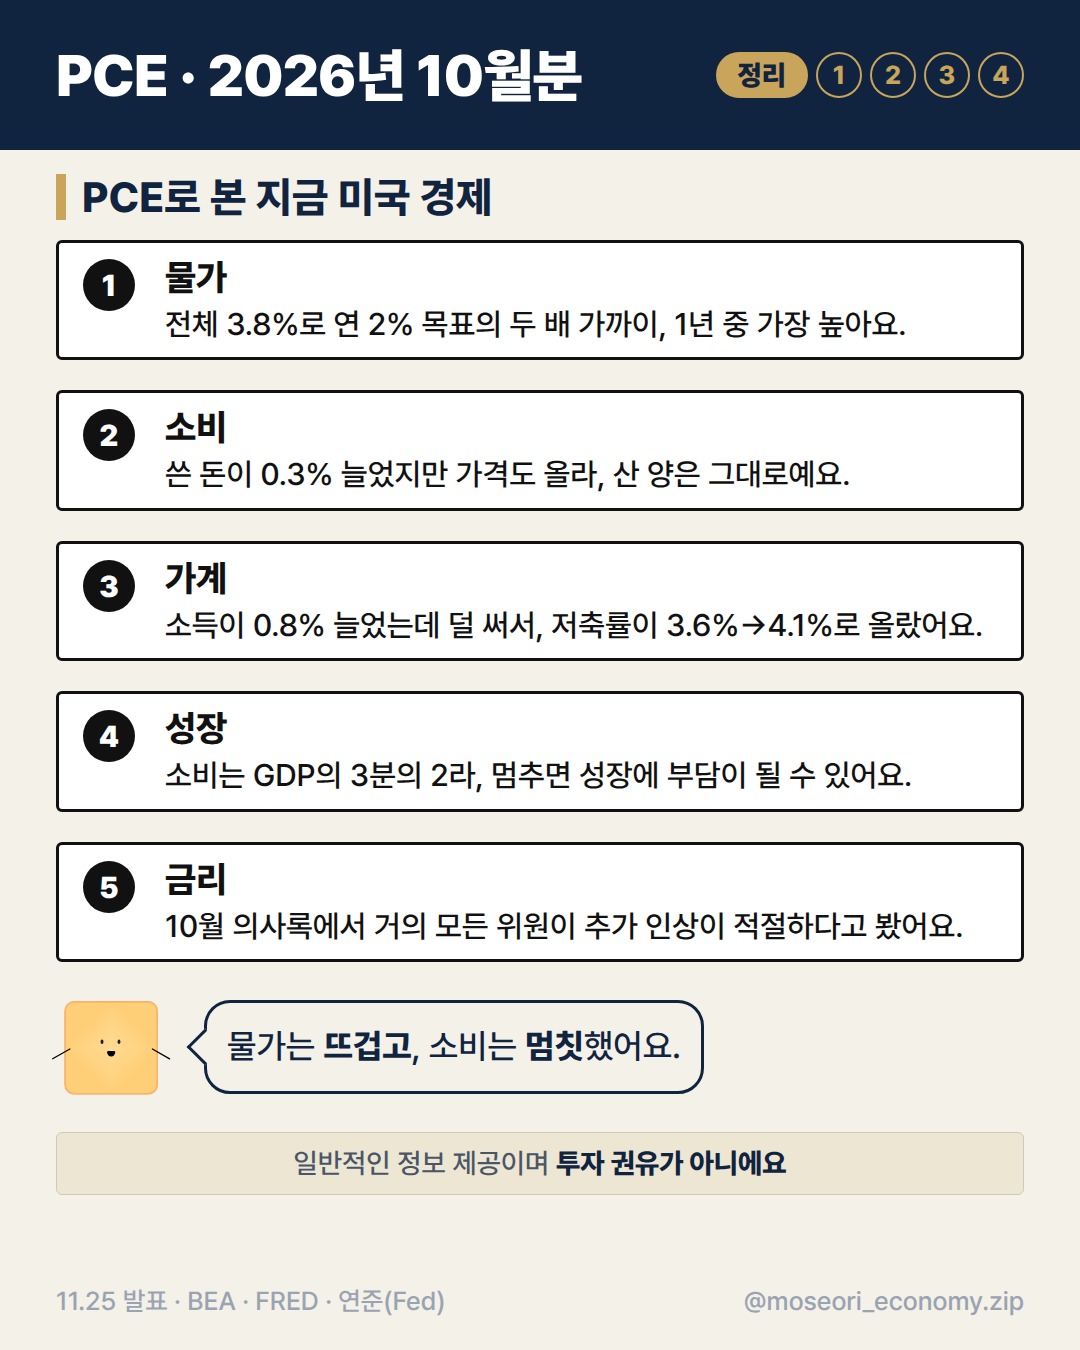 PCE · 2026년 10월분
정리 1 2 3 4
PCE로 본 지금 미국 경제
1 물가
전체 3.8%로 연 2% 목표의 두 배 가까이, 1년 중 가장 높아요.
2 소비
쓴 돈이 0.3% 늘었지만 가격도 올라, 산 양은 그대로예요.
3 가계
소득이 0.8% 늘었는데 덜 써서, 저축률이 3.6%→4.1%로 올랐어요.
4 성장
소비는 GDP의 3분의 2라, 멈추면 성장에 부담이 될 수 있어요.
5 금리
10월 의사록에서 거의 모든 위원이 추가 인상이 적절하다고 봤어요.
물가는 뜨겁고, 소비는 멈칫했어요.
일반적인 정보 제공이며 투자 권유가 아니에요
11.25 발표 · BEA · FRED · 연준(Fed)
@moseori_economy.zip